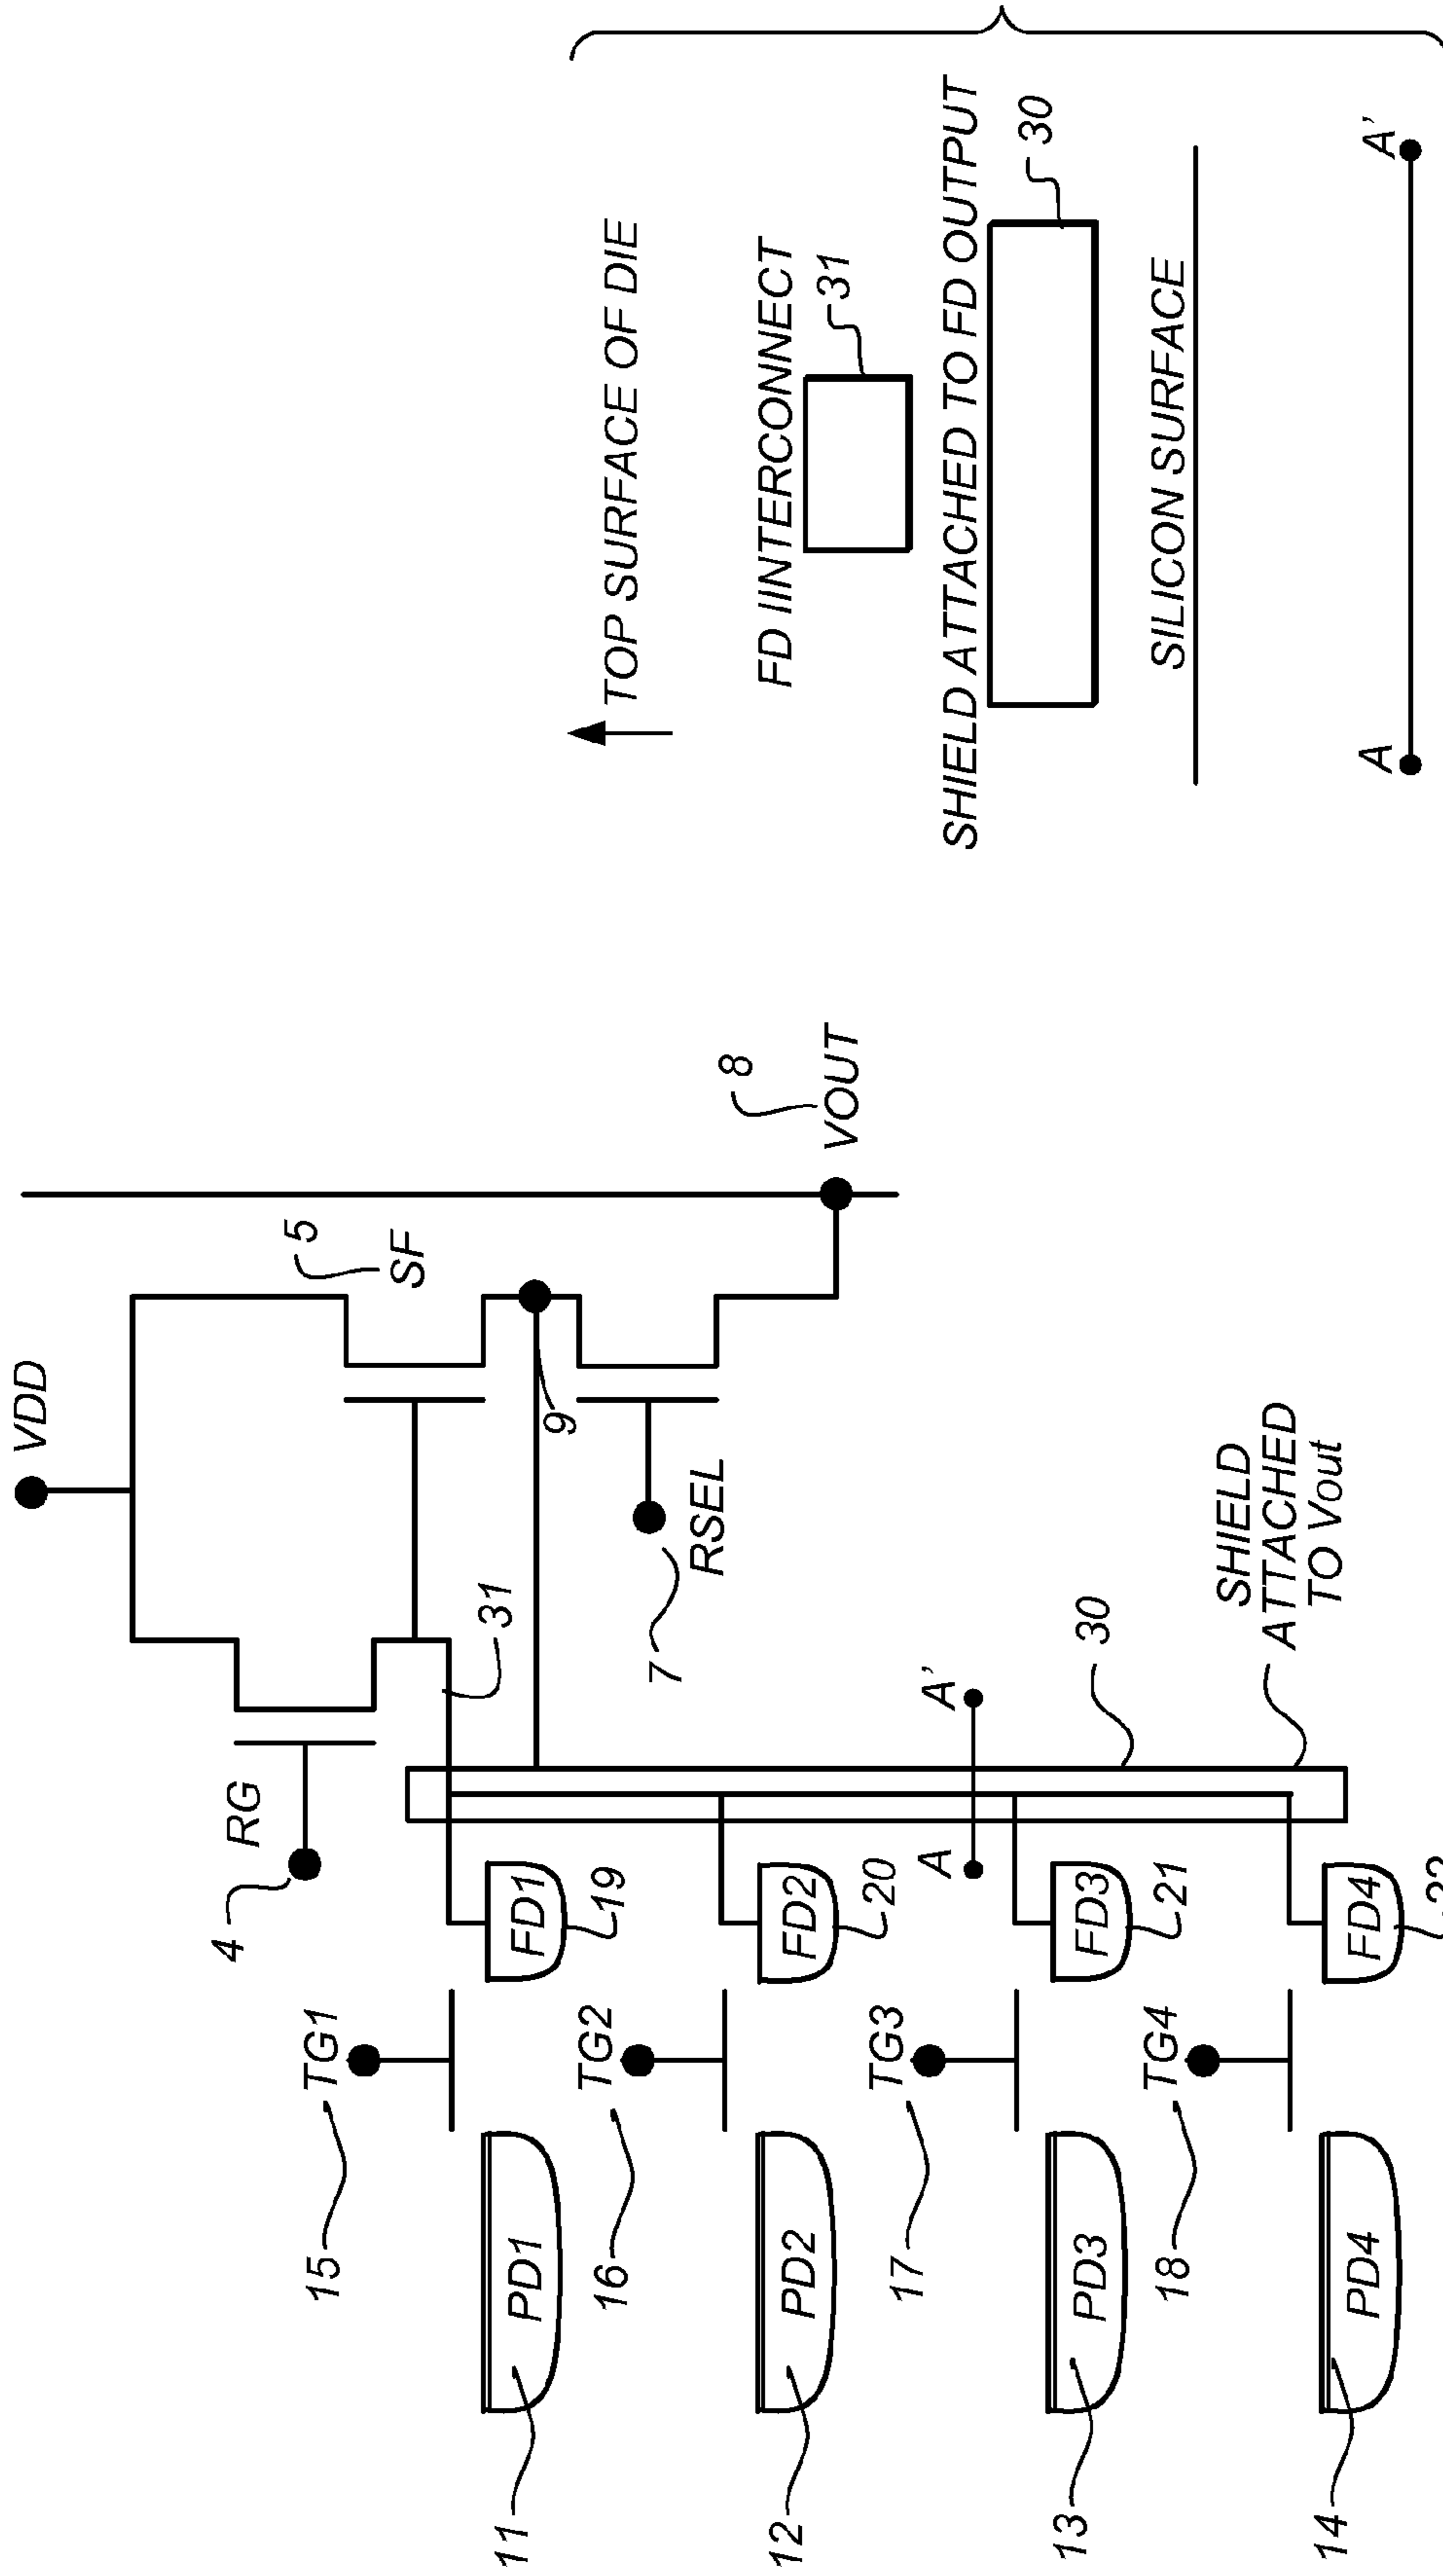 VDD
RG
4
5
SF
TG1
15
31
9
8
VOUT
FD1
19
PD1
11
TG2
16
7
RSEL
FD2
20
PD2
12
TG3
17
A
A'
30
FD3
21
PD3
13
TG4
18
SHIELD
ATTACHED
TO Vout
FD4
PD4
14
TOP SURFACE OF DIE
FD IINTERCONNECT
31
SHIELD ATTACHED TO FD OUTPUT
30
SILICON SURFACE
A
A'